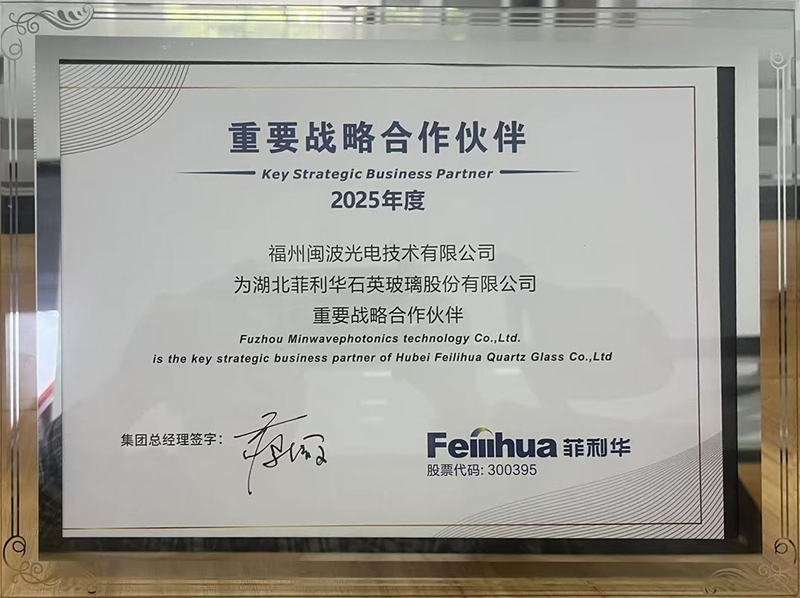 重要战略合作伙伴
Key Strategic Business Partner
2025年度
福州闽波光电技术有限公司
为湖北菲利华石英玻璃股份有限公司
重要战略合作伙伴
Fuzhou Minwavephotonics technology Co.,Ltd.
is the key strategic business partner of Hubei Feilihua Quartz Glass Co.,Ltd
集团总经理签字：
Feilihua 菲利华
股票代码: 300395